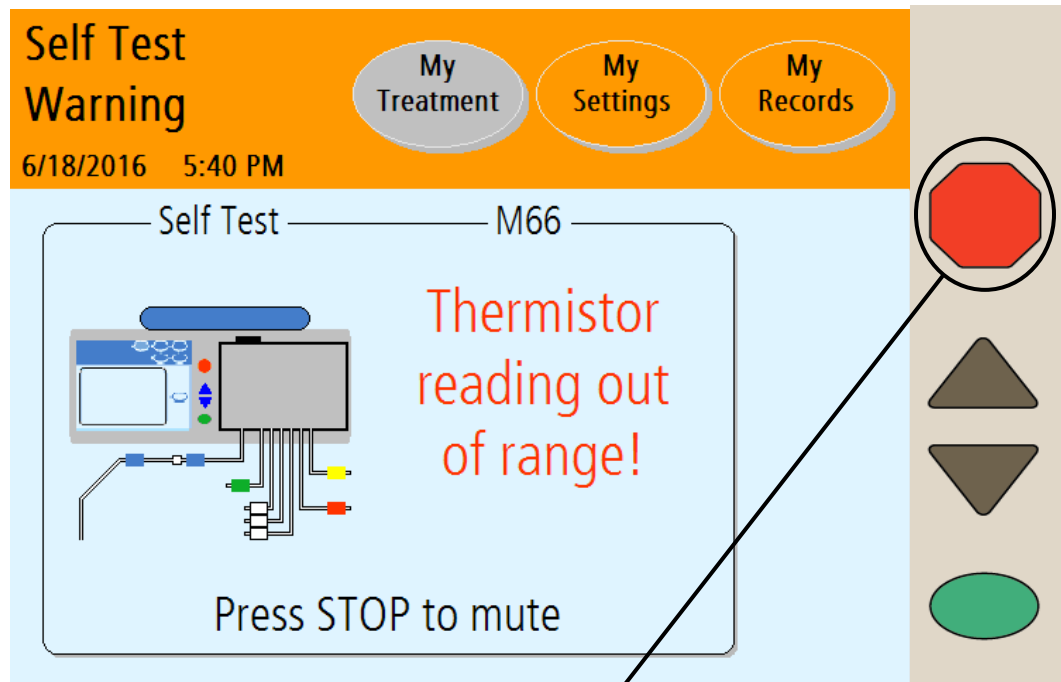 Self Test
Warning
6/18/2016 5:40 PM
My
Treatment
My
Settings
My
Records
Self Test
M66
Thermistor
reading out
of range!
Press STOP to mute